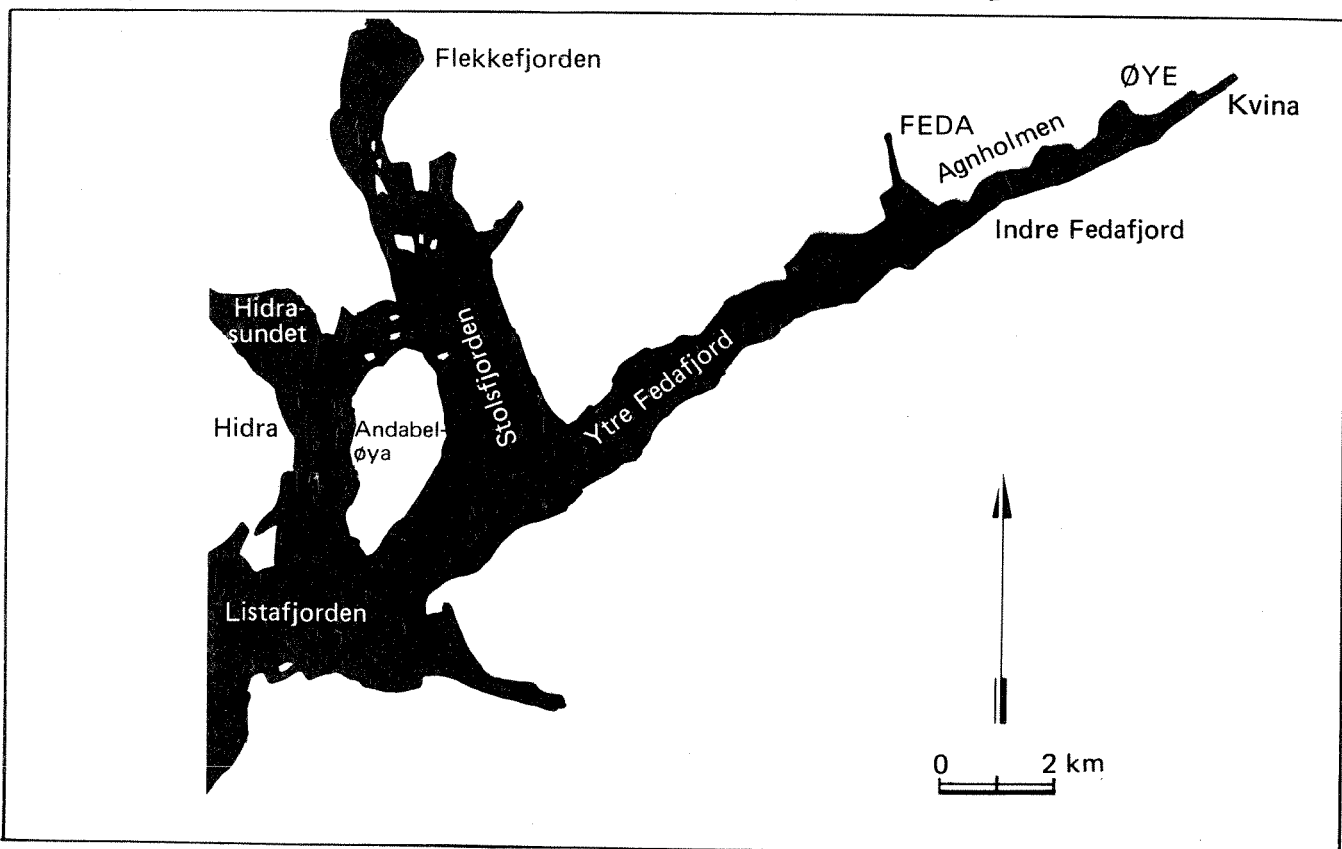 Flekkefjorden
ØYE
Kvina
FEDA
Agnholmen
Indre Fedafjord
Hidra-
sundet
Stolsfjorden
Ytre Fedafjord
Hidra
Andabel-
øya
Listafjorden
0 2 km